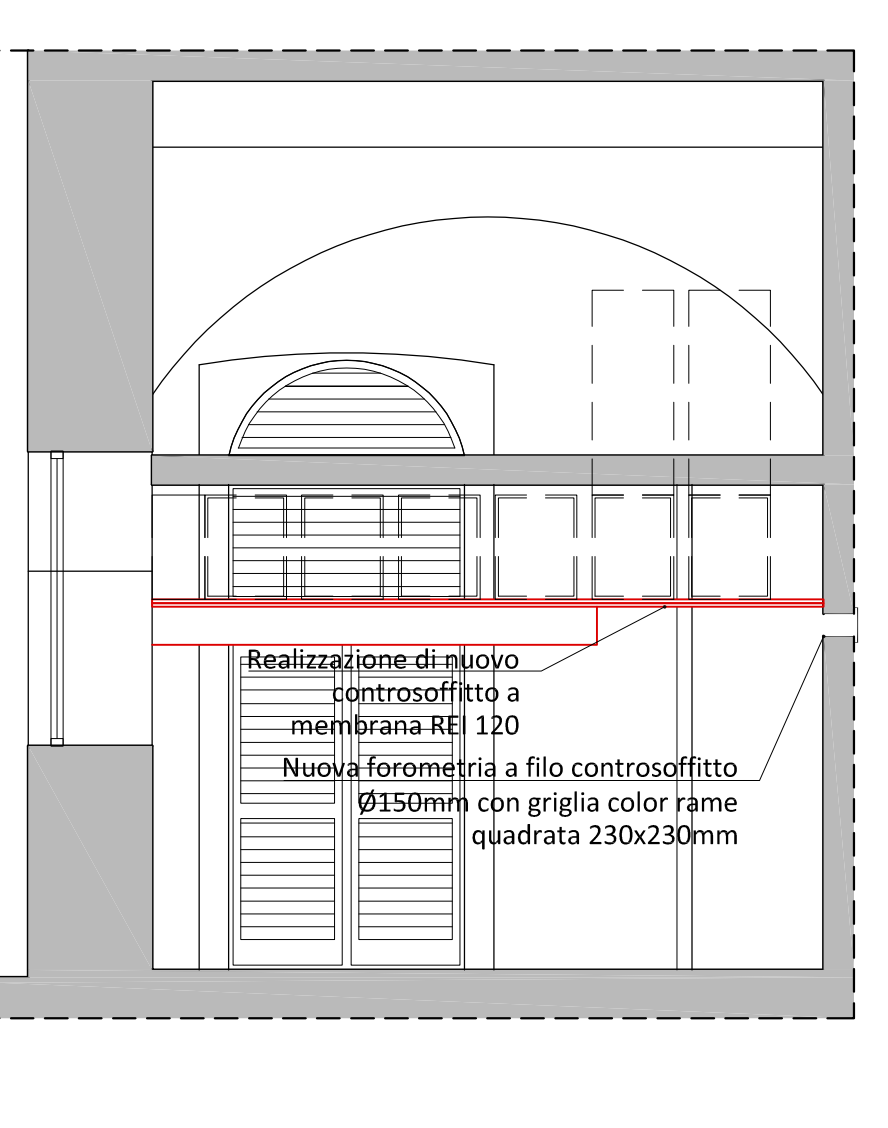 Realizzazione di nuovo
controsoffitto a
membrana REI 120
Nuova forometria a filo controsoffitto
Ø150mm con griglia color rame
quadrata 230x230mm